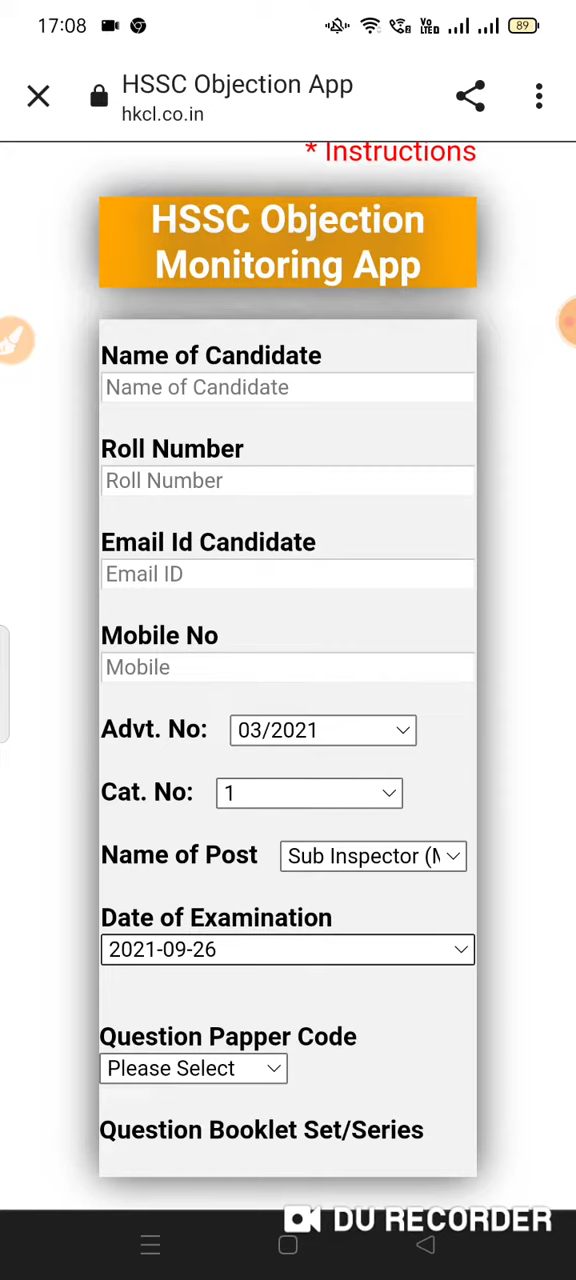 17:08 89
HSSC Objection App
hkcl.co.in
* Instructions
HSSC Objection
Monitoring App
Name of Candidate
Name of Candidate
Roll Number
Roll Number
Email Id Candidate
Email ID
Mobile No
Mobile
Advt. No: 03/2021
Cat. No: 1
Name of Post Sub Inspector (M
Date of Examination
2021-09-26
Question Papper Code
Please Select
Question Booklet Set/Series
DU RECORDER